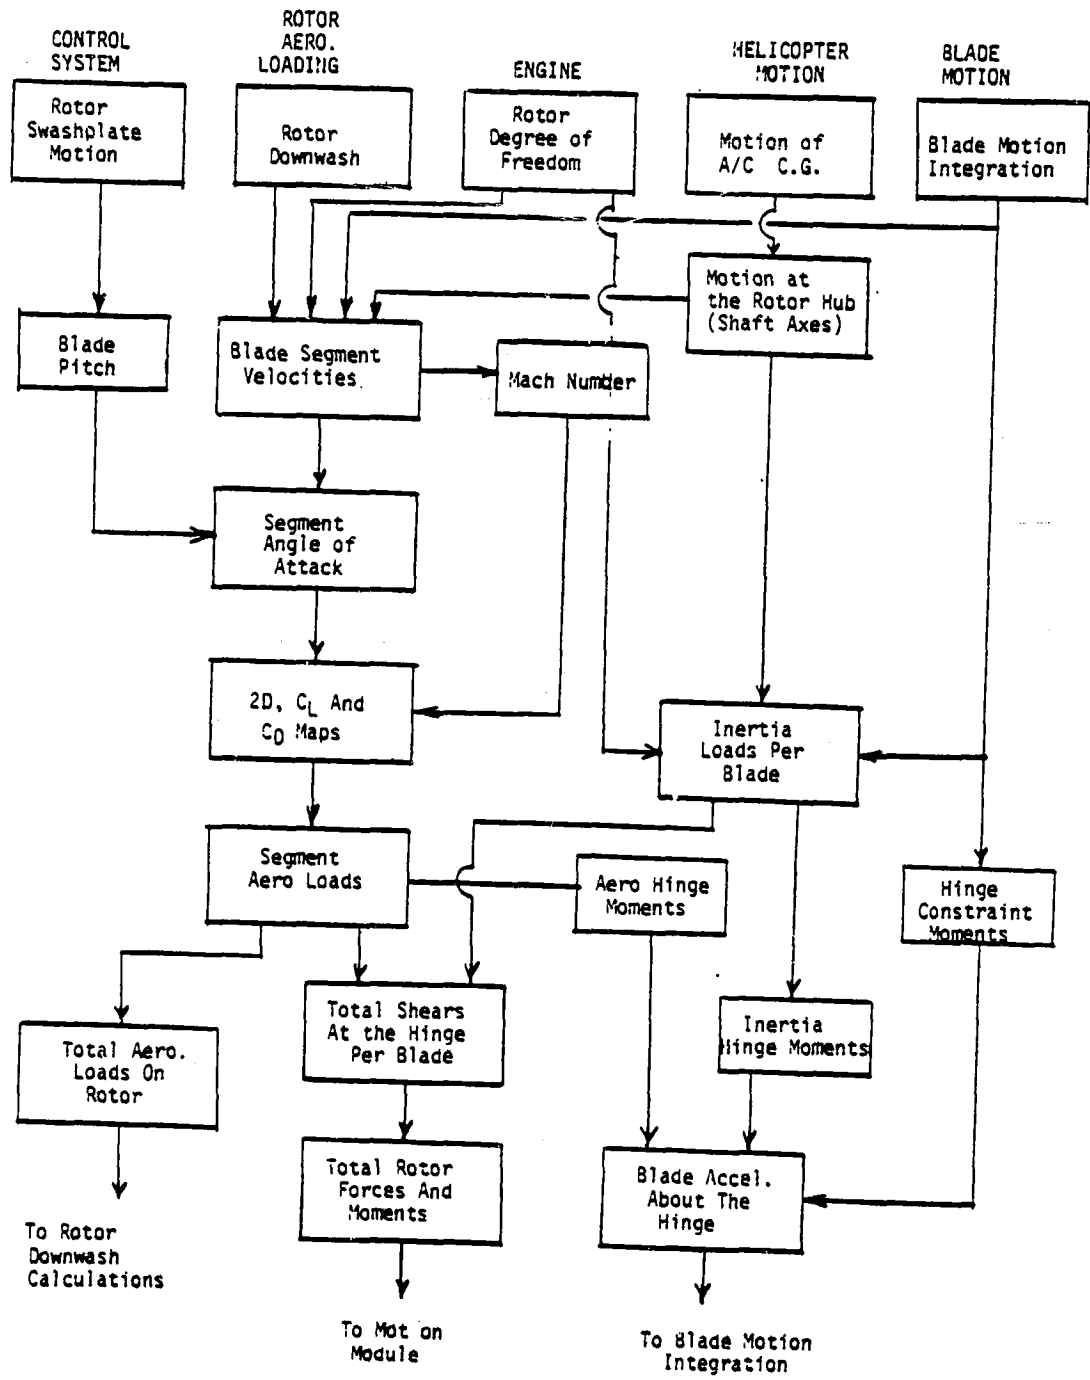 CONTROL
SYSTEM
ROTOR
AERO.
LOADING
ENGINE
HELICOPTER
MOTION
BLADE
MOTION
Rotor
Swashplate
Motion
Rotor
Downwash
Rotor
Degree of
Freedom
Motion of
A/C C.G.
Blade Motion
Integration
Motion at
the Rotor Hub
(Shaft Axes)
Blade
Pitch
Blade Segment
Velocities
Mach Number
Segment
Angle of
Attack
2D, CL And
CD Maps
Inertia
Loads Per
Blade
Segment
Aero Loads
Aero Hinge
Moments
Hinge
Constraint
Moments
Total Aero.
Loads On
Rotor
Total Shears
At the Hinge
Per Blade
Inertia
Hinge Moments
Total Rotor
Forces And
Moments
Blade Accel.
About The
Hinge
To Rotor
Downwash
Calculations
To Motion
Module
To Blade Motion
Integration